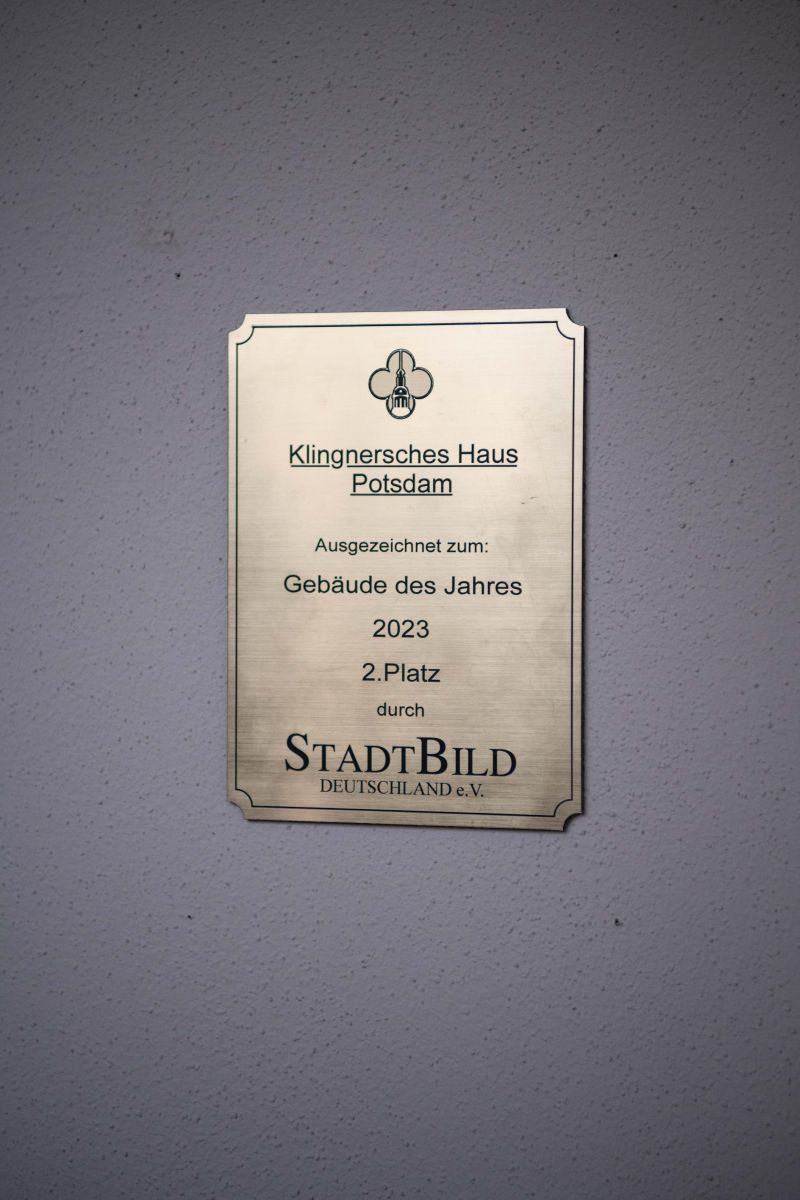 Klingnersches Haus
Potsdam
Ausgezeichnet zum:
Gebäude des Jahres
2023
2.Platz
durch
STADTBILD
DEUTSCHLAND e.V.